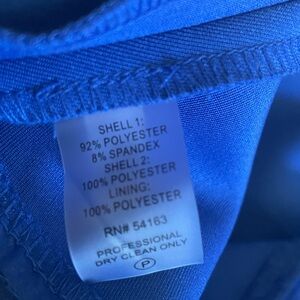 SHELL 1:
92% POLYESTER
8% SPANDEX
SHELL 2:
100% POLYESTER
LINING:
100% POLYESTER
RN# 54163
PROFESSIONAL
DRY CLEAN ONLY
P